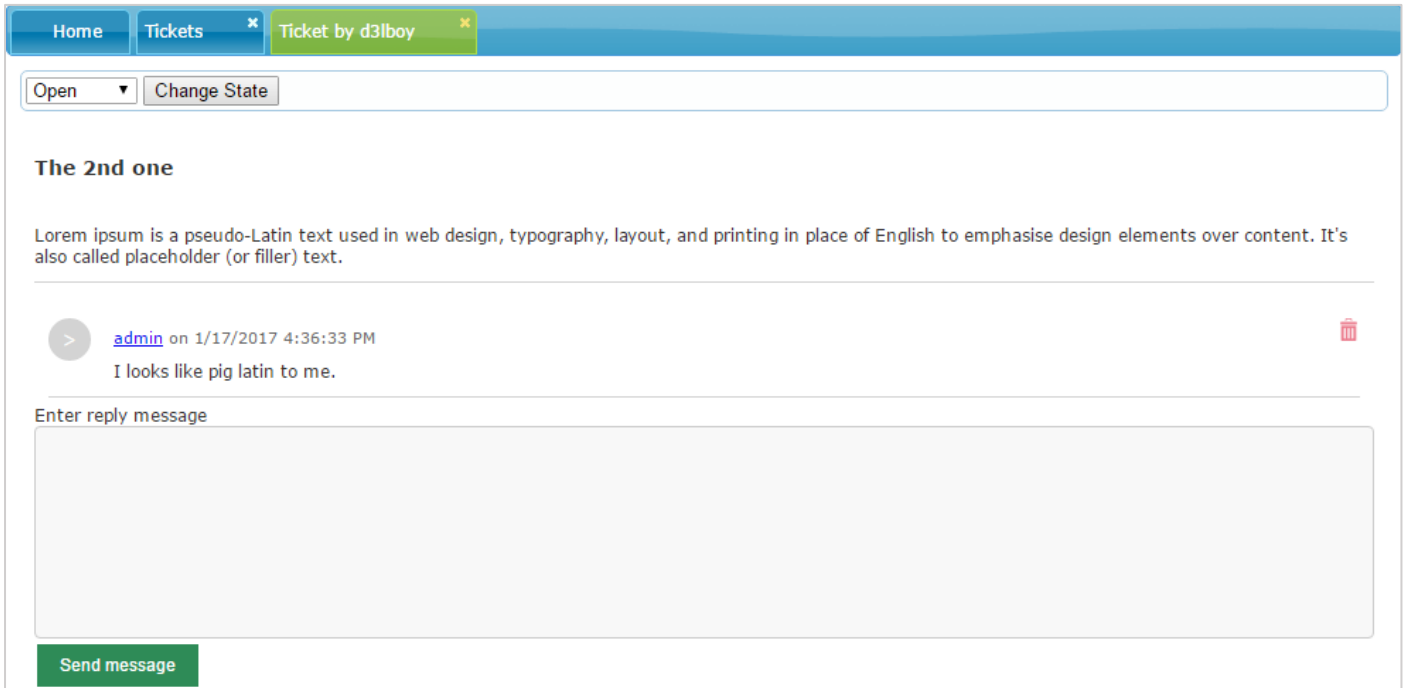 Home Tickets × Ticket by d3lboy ×
Open ▼ Change State
The 2nd one
Lorem ipsum is a pseudo-Latin text used in web design, typography, layout, and printing in place of English to emphasise design elements over content. It's
also called placeholder (or filler) text.
> admin on 1/17/2017 4:36:33 PM
I looks like pig latin to me.
Enter reply message
Send message